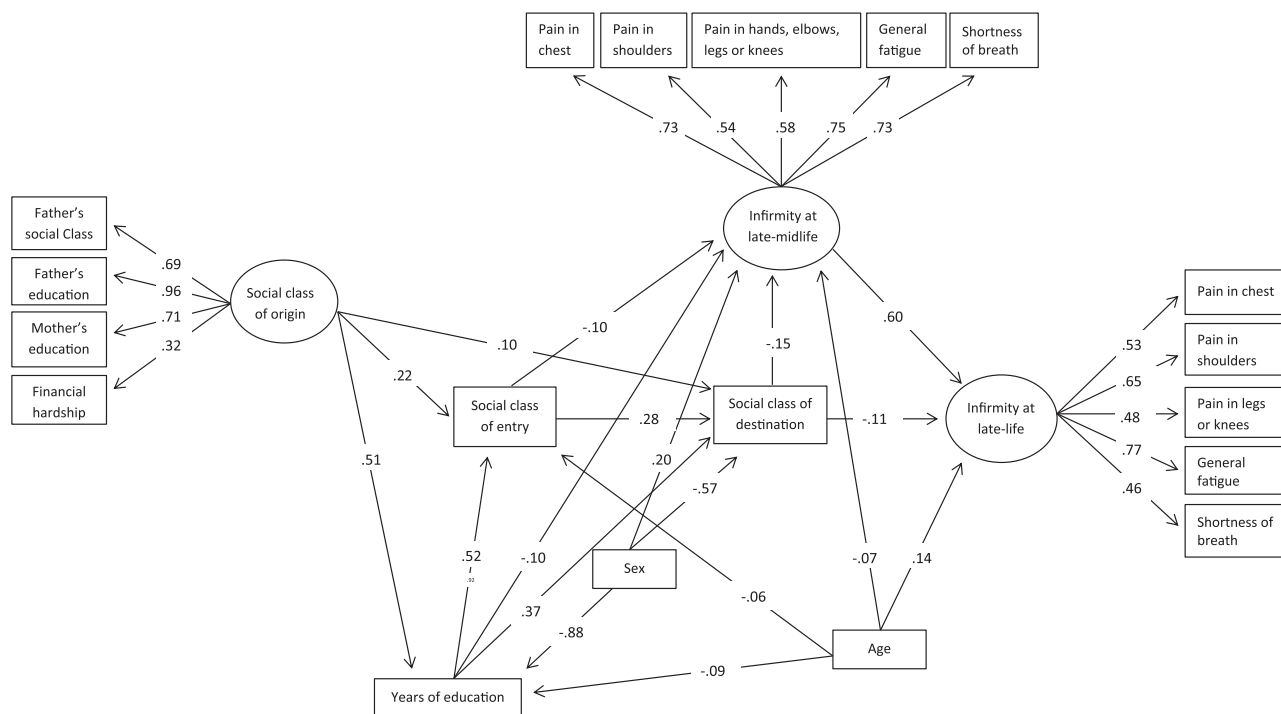 Pain in
chest
Pain in
shoulders
Pain in hands, elbows,
legs or knees
General
fatigue
Shortness
of breath
.73
.54
.58
.75
.73
Infirmity at
late-midlife
Father's
social Class
Father's
education
Mother's
education
Financial
hardship
.69
.96
.71
.32
Social class
of origin
.10
.22
.51
-.10
-.15
.60
Social class
of entry
.28
Social class of
destination
-.11
Infirmity at
late-life
.53
.65
.48
.77
.46
Pain in chest
Pain in
shoulders
Pain in legs
or knees
General
fatigue
Shortness of
breath
.20
-.57
.52
-.10
.37
Sex
-.88
-.06
-.07
.14
Age
-.09
Years of education